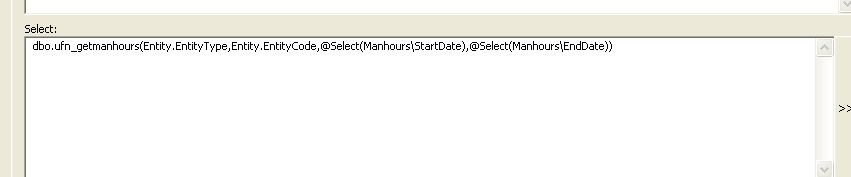 Select:
dbo.ufn_getmanhours(Entity.EntityType,Entity.EntityCode,@Select(Manhours\StartDate),@Select(Manhours\EndDate))
>>